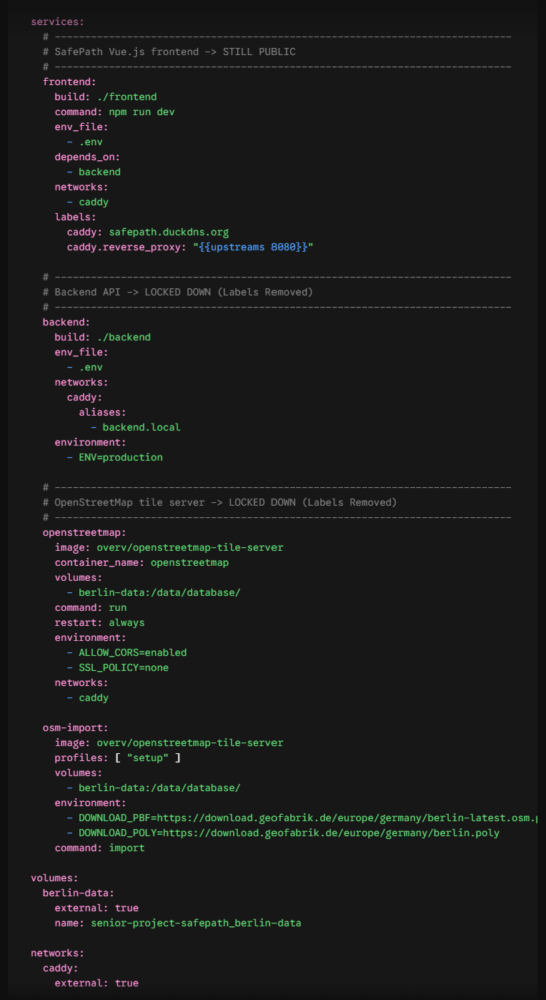 services:
  # ----------------------------------------------------------------------------
  # SafePath Vue.js frontend -> STILL PUBLIC
  # ----------------------------------------------------------------------------
  frontend:
    build: ./frontend
    command: npm run dev
    env_file:
      - .env
    depends_on:
      - backend
    networks:
      - caddy
    labels:
      caddy: safepath.duckdns.org
      caddy.reverse_proxy: "{{upstreams 8080}}"

  # ----------------------------------------------------------------------------
  # Backend API -> LOCKED DOWN (Labels Removed)
  # ----------------------------------------------------------------------------
  backend:
    build: ./backend
    env_file:
      - .env
    networks:
      caddy:
        aliases:
          - backend.local
    environment:
      - ENV=production

  # ----------------------------------------------------------------------------
  # OpenStreetMap tile server -> LOCKED DOWN (Labels Removed)
  # ----------------------------------------------------------------------------
  openstreetmap:
    image: overv/openstreetmap-tile-server
    container_name: openstreetmap
    volumes:
      - berlin-data:/data/database/
    command: run
    restart: always
    environment:
      - ALLOW_CORS=enabled
      - SSL_POLICY=none
    networks:
      - caddy

  osm-import:
    image: overv/openstreetmap-tile-server
    profiles: [ "setup" ]
    volumes:
      - berlin-data:/data/database/
    environment:
      - DOWNLOAD_PBF=https://download.geofabrik.de/europe/germany/berlin-latest.osm.
      - DOWNLOAD_POLY=https://download.geofabrik.de/europe/germany/berlin.poly
    command: import

volumes:
  berlin-data:
    external: true
    name: senior-project-safepath_berlin-data

networks:
  caddy:
    external: true